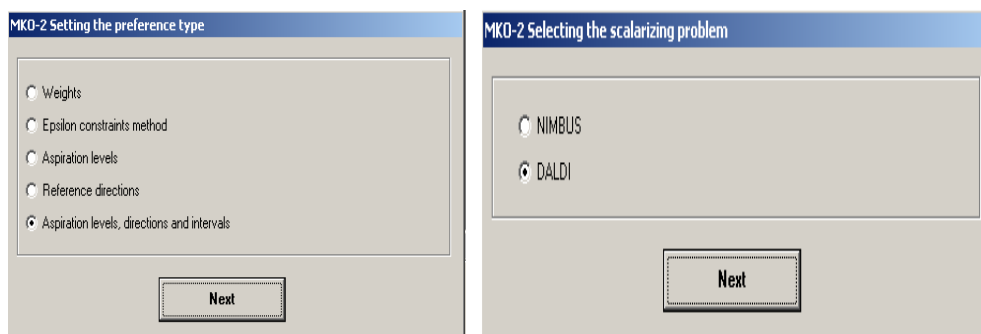 MKO-2 Setting the preference type
Weights
Epsilon constraints method
Aspiration levels
Reference directions
Aspiration levels, directions and intervals
Next
MKO-2 Selecting the scalarizing problem
NIMBUS
DALDI
Next